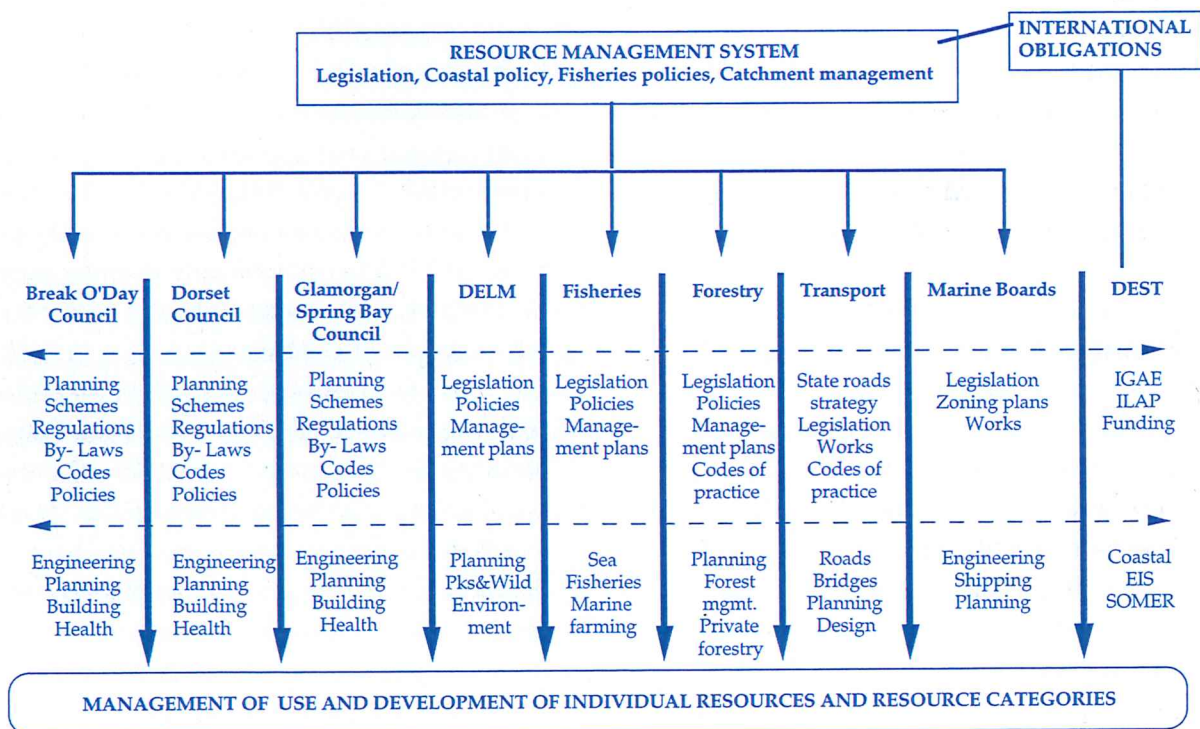 INTERNATIONAL
OBLIGATIONS
RESOURCE MANAGEMENT SYSTEM
Legislation, Coastal policy, Fisheries policies, Catchment management
Break O'Day
Council
Dorset
Council
Glamorgan/
Spring Bay
Council
DELM
Fisheries
Forestry
Transport
Marine Boards
DEST
Planning
Schemes
Regulations
By- Laws
Codes
Policies
Planning
Schemes
Regulations
By- Laws
Codes
Policies
Planning
Schemes
Regulations
By- Laws
Codes
Policies
Legislation
Policies
Manage-
ment plans
Legislation
Policies
Manage-
ment plans
Legislation
Policies
Manage-
ment plans
Codes of
practice
State roads
strategy
Legislation
Works
Codes of
practice
Legislation
Zoning plans
Works
IGAE
ILAP
Funding
Engineering
Planning
Building
Health
Engineering
Planning
Building
Health
Engineering
Planning
Building
Health
Planning
Pks&Wild
Environ-
ment
Sea
Fisheries
Marine
farming
Planning
Forest
mgmt.
Private
forestry
Roads
Bridges
Planning
Design
Engineering
Shipping
Planning
Coastal
EIS
SOMER
MANAGEMENT OF USE AND DEVELOPMENT OF INDIVIDUAL RESOURCES AND RESOURCE CATEGORIES